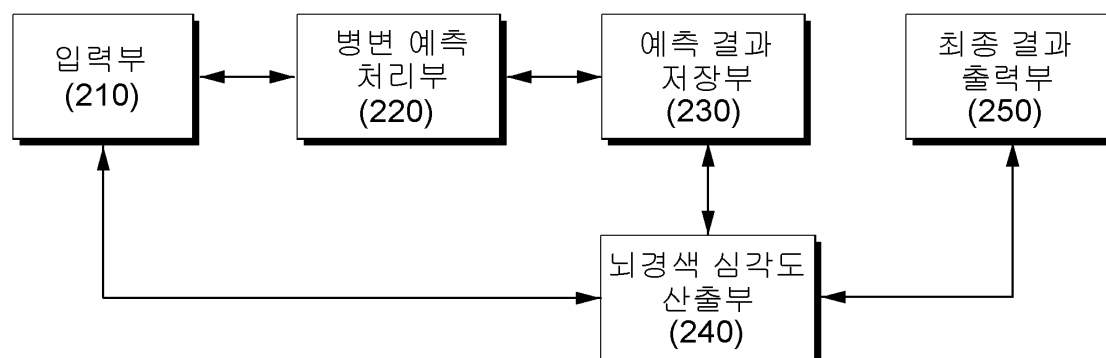 입력부
(210)
병변 예측
처리부
(220)
예측 결과
저장부
(230)
최종 결과
출력부
(250)
뇌경색 심각도
산출부
(240)